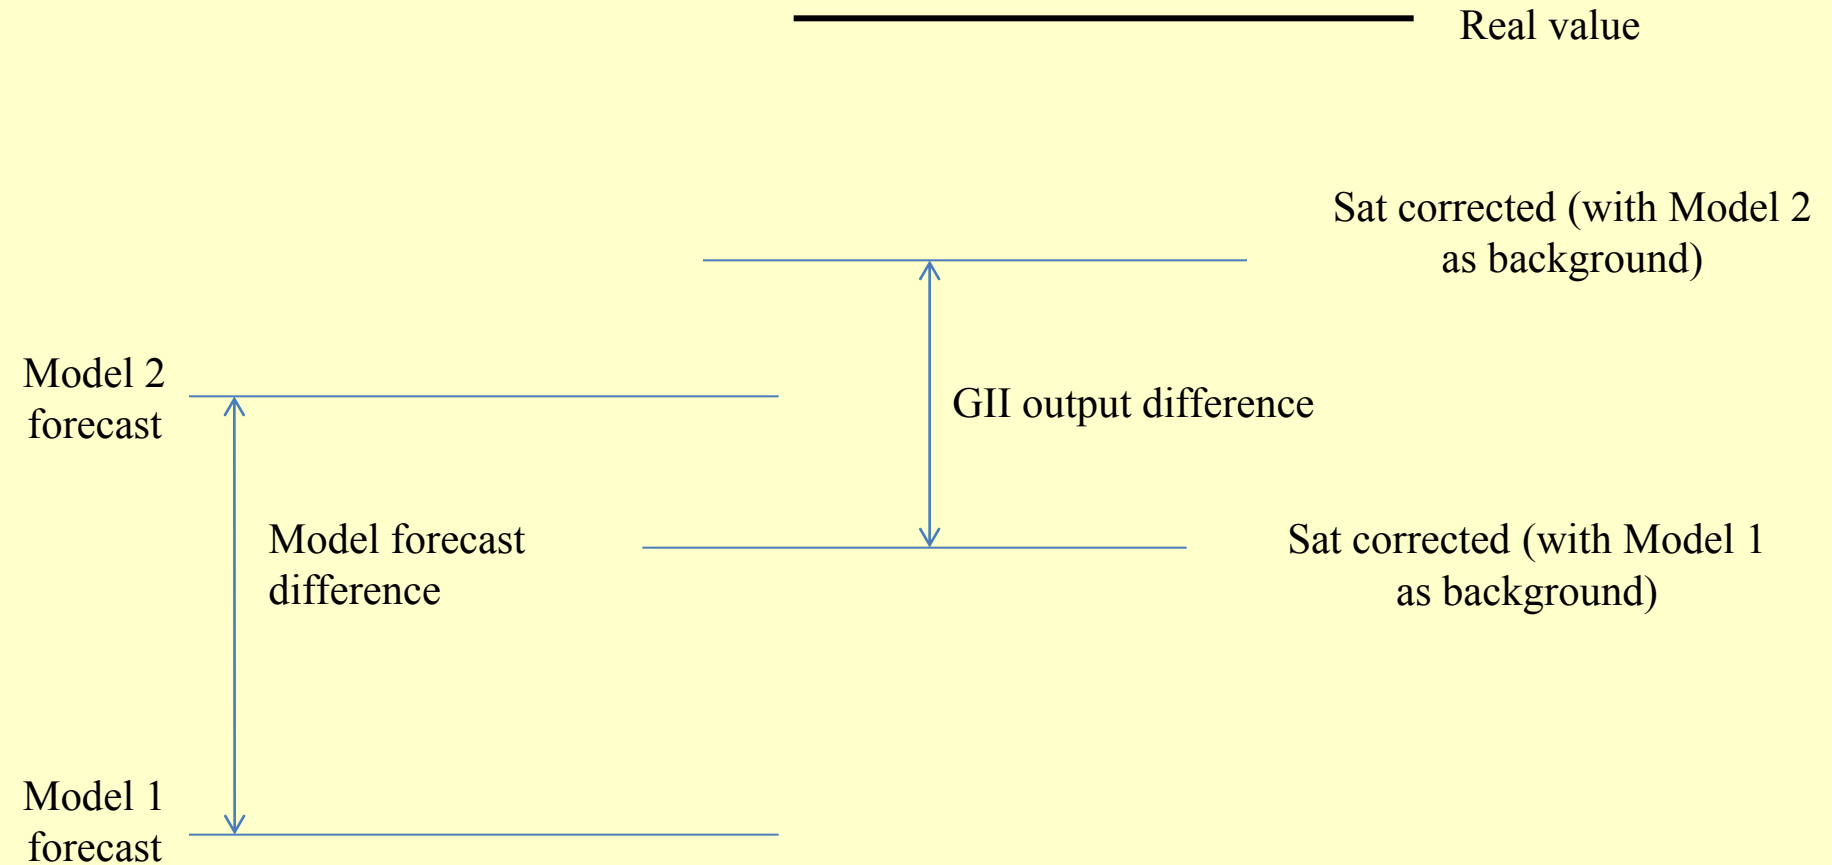 Real value
Sat corrected (with Model 2
as background)
Model 2
forecast
GII output difference
Model forecast
difference
Sat corrected (with Model 1
as background)
Model 1
forecast